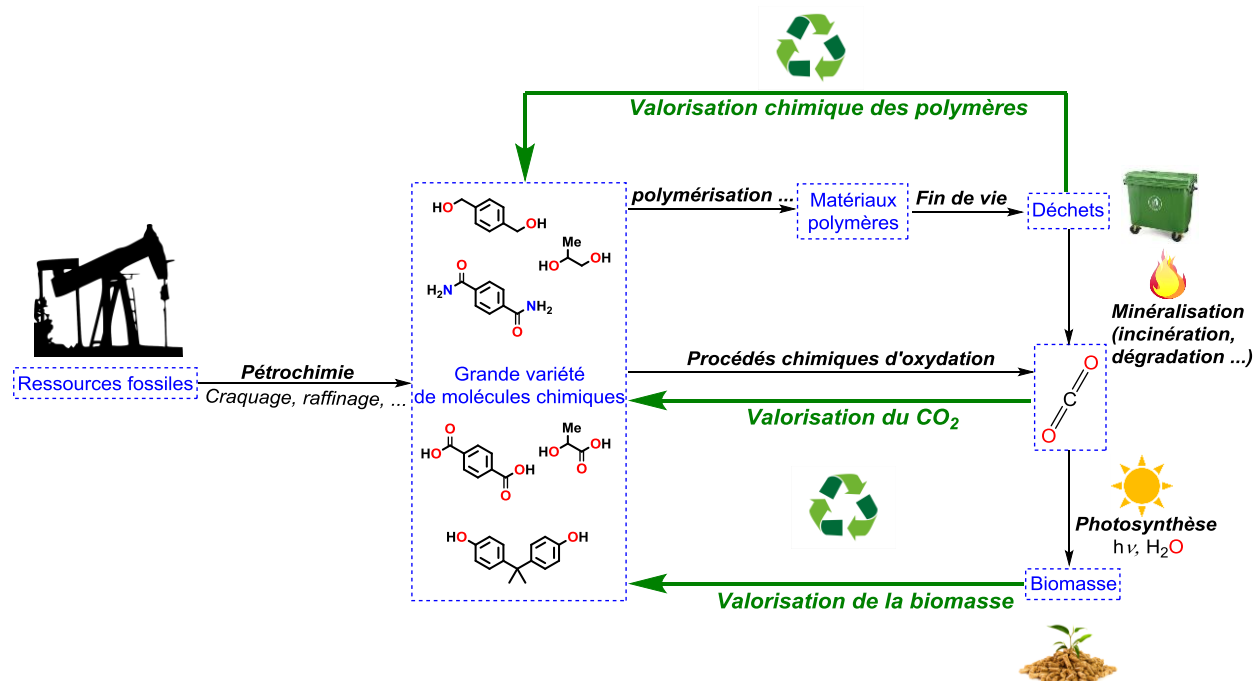 Valorisation chimique des polymères
HO
OH
Me
HO
OH
O
H2N
NH2
O
polymérisation ...
Matériaux
polymères
Fin de vie
Déchets
Minéralisation
(incinération,
dégradation ...)
Ressources fossiles
Pétrochimie
Craquage, raffinage, ...
Grande variété
de molécules chimiques
Procédés chimiques d'oxydation
Valorisation du CO2
O
C
O
O
HO
OH
O
Me
HO
OH
O
HO
OH
Photosynthèse
hν, H2O
Biomasse
Valorisation de la biomasse